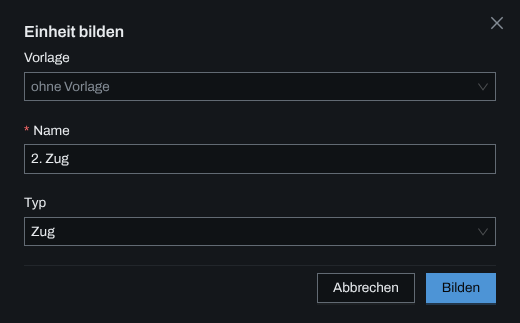 Einheit bilden
Vorlage
ohne Vorlage
* Name
2. Zug
Typ
Zug
Abbrechen Bilden